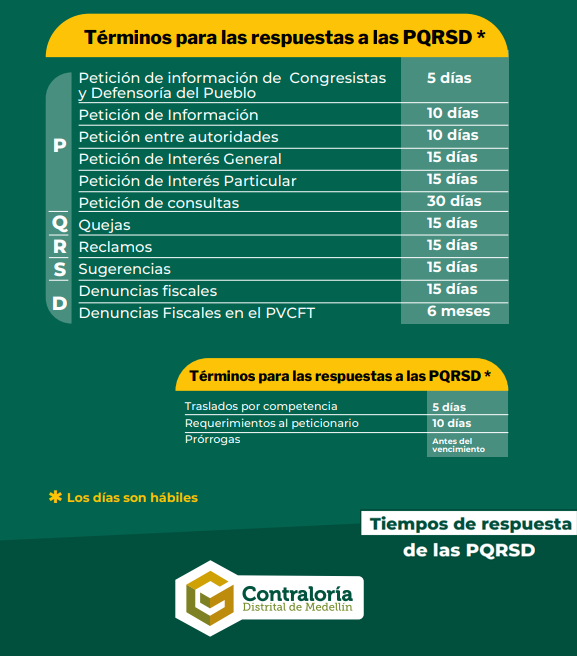 Términos para las respuestas a las PQRSD *
P
Petición de información de Congresistas
y Defensoría del Pueblo
5 días
Petición de Información 10 días
Petición entre autoridades 10 días
Petición de Interés General 15 días
Petición de Interés Particular 15 días
Petición de consultas 30 días
Q Quejas 15 días
R Reclamos 15 días
S Sugerencias 15 días
D
Denuncias fiscales 15 días
Denuncias Fiscales en el PVCFT 6 meses
Términos para las respuestas a las PQRSD *
Traslados por competencia 5 días
Requerimientos al peticionario 10 días
Prórrogas Antes del
vencimiento
* Los días son hábiles
Tiempos de respuesta
de las PQRSD
Contraloría
Distrital de Medellín